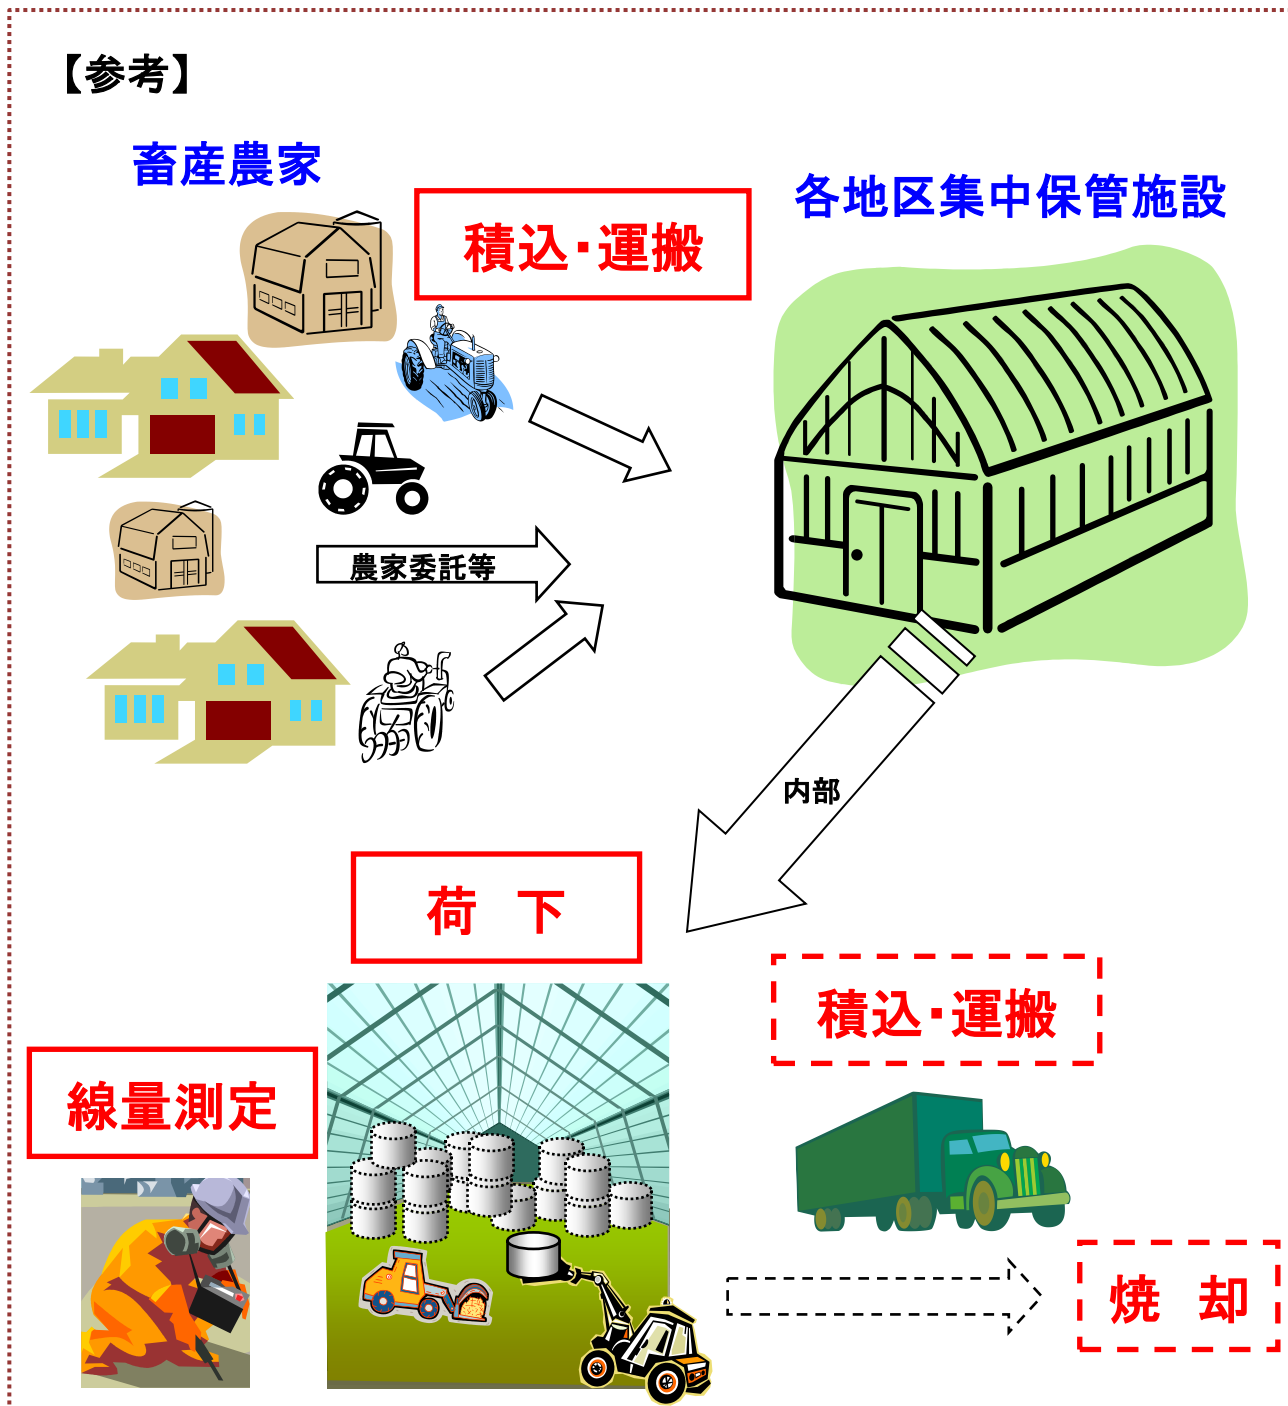 【参考】
畜産農家
積込・運搬
各地区集中保管施設
農家委託等
内部
荷　下
積込・運搬
線量測定
焼　却